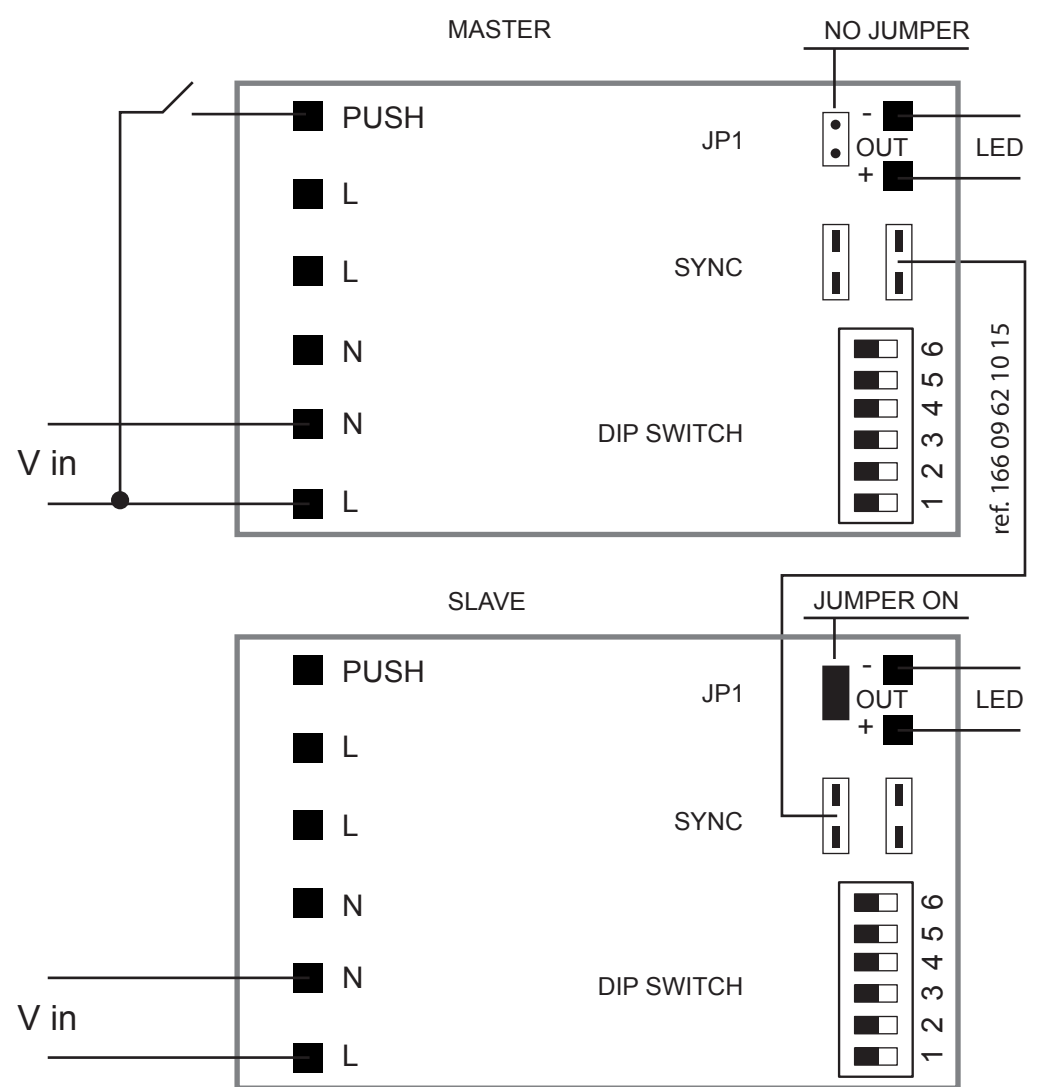 MASTER
NO JUMPER
PUSH
JP1
-
OUT
+
LED
L
L
SYNC
N
N
V in
L
DIP SWITCH
6
5
4
3
2
1
ref. 166 09 62 10 15
SLAVE
JUMPER ON
PUSH
JP1
-
OUT
+
LED
L
L
SYNC
N
N
V in
L
DIP SWITCH
6
5
4
3
2
1